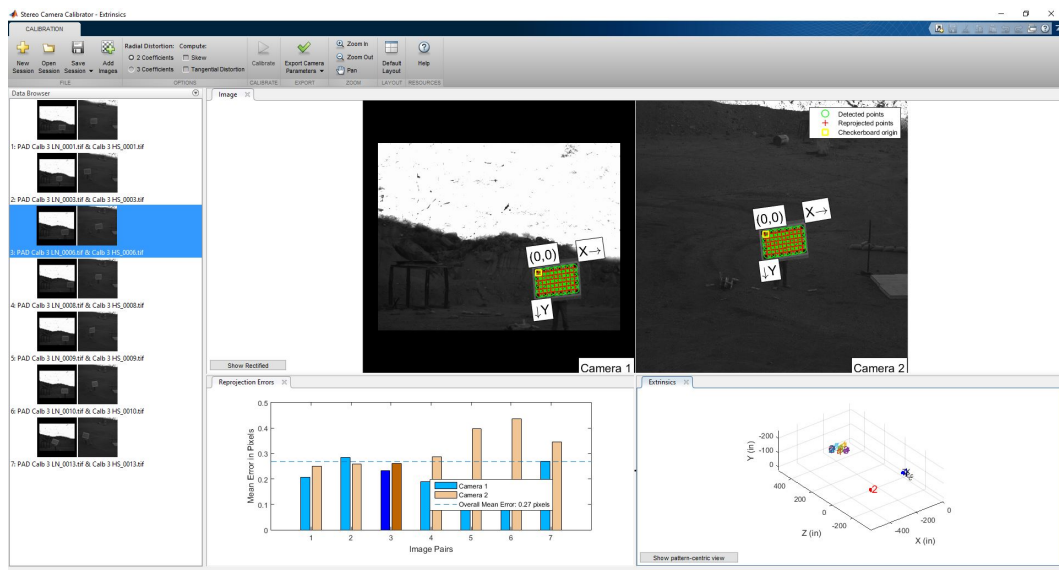 Stereo Camera Calibrator - Extrinsics
CALIBRATION
New Session
Open Session
Save Session
Add Images
Radial Distortion:
2 Coefficients
3 Coefficients
Compute:
Skew
Tangential Distortion
Calibrate
Export Camera Parameters
Zoom In
Zoom Out
Pan
Default Layout
Help
FILE
OPTIONS
CALIBRATE
EXPORT
ZOOM
LAYOUT
RESOURCES
Data Browser
1: PAD Calb 3 LN_0001.tif & Calb 3 HS_0001.tif
2: PAD Calb 3 LN_0003.tif & Calb 3 HS_0003.tif
3: PAD Calb 3 LN_0006.tif & Calb 3 HS_0006.tif
4: PAD Calb 3 LN_0008.tif & Calb 3 HS_0008.tif
5: PAD Calb 3 LN_0009.tif & Calb 3 HS_0009.tif
6: PAD Calb 3 LN_0010.tif & Calb 3 HS_0010.tif
7: PAD Calb 3 LN_0013.tif & Calb 3 HS_0013.tif
Image
(0,0)
X→
↓Y
Show Rectified
Camera 1
Detected points
Reprojected points
Checkerboard origin
(0,0)
X→
↓Y
Camera 2
Reprojection Errors
0.5
0.4
0.3
0.2
0.1
0
Mean Error in Pixels
Camera 1
Camera 2
Overall Mean Error: 0.27 pixels
1 2 3 4 5 6 7
Image Pairs
Extrinsics
Y (in)
-200
-100
0
400
200
0
-200
Z (in)
-400
-200
0
X (in)
2
Show pattern-centric view